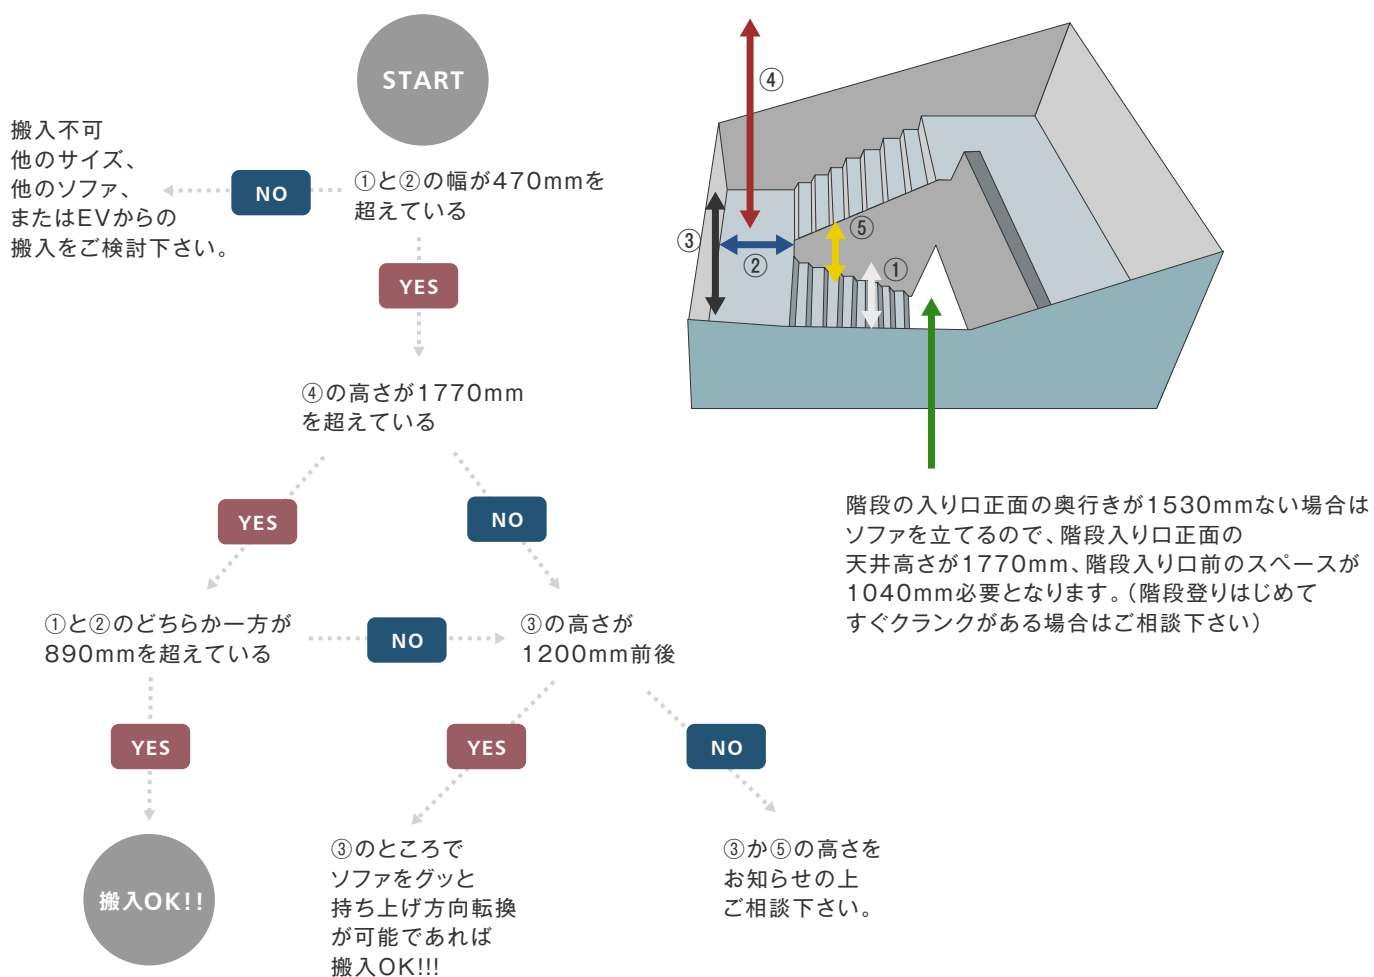 START
搬入不可
他のサイズ、
他のソファ、
またはEVからの
搬入をご検討下さい。
NO
①と②の幅が470mmを
超えている
YES
④の高さが1770mm
を超えている
YES
NO
①と②のどちらか一方が
890mmを超えている
NO
③の高さが
1200mm前後
YES
YES
NO
搬入OK!!
③のところで
ソファをグッと
持ち上げ方向転換
が可能であれば
搬入OK!!!
③か⑤の高さを
お知らせの上
ご相談下さい。
④
③
②
⑤
①
階段の入り口正面の奥行きが1530mmない場合は
ソファを立てるので、階段入り口正面の
天井高さが1770mm、階段入り口前のスペースが
1040mm必要となります。（階段登りはじめて
すぐクランクがある場合はご相談下さい）